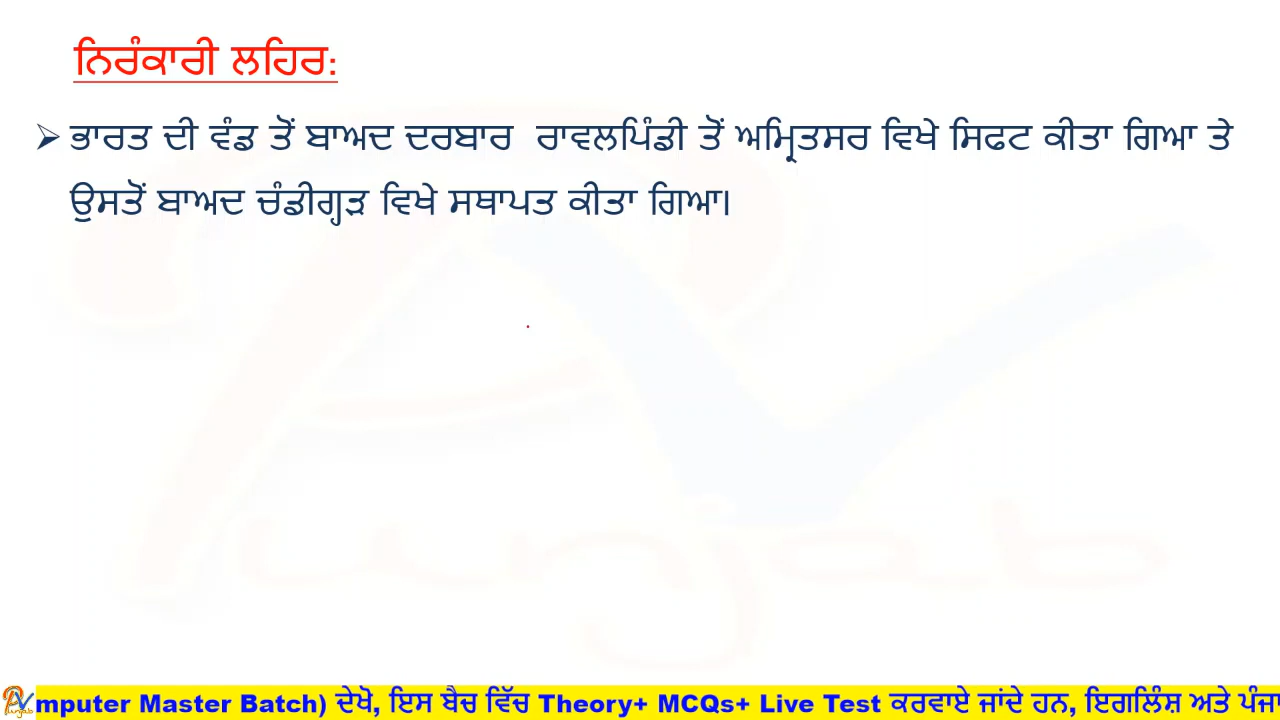 ਨਿਰੰਕਾਰੀ ਲਹਿਰ:
➢ ਭਾਰਤ ਦੀ ਵੰਡ ਤੋਂ ਬਾਅਦ ਦਰਬਾਰ ਰਾਵਲਪਿੰਡੀ ਤੋਂ ਅਮ੍ਰਿਤਸਰ ਵਿਖੇ ਸਿਫਟ ਕੀਤਾ ਗਿਆ ਤੇ
ਉਸਤੋਂ ਬਾਅਦ ਚੰਡੀਗੜ੍ਹ ਵਿਖੇ ਸਥਾਪਤ ਕੀਤਾ ਗਿਆ।
Punjab
mputer Master Batch) ਦੇਖੋ, ਇਸ ਬੈਚ ਵਿੱਚ Theory+ MCQs+ Live Test ਕਰਵਾਏ ਜਾਂਦੇ ਹਨ, ਇਗਲਿੰਸ਼ ਅਤੇ ਪੰਜਾ